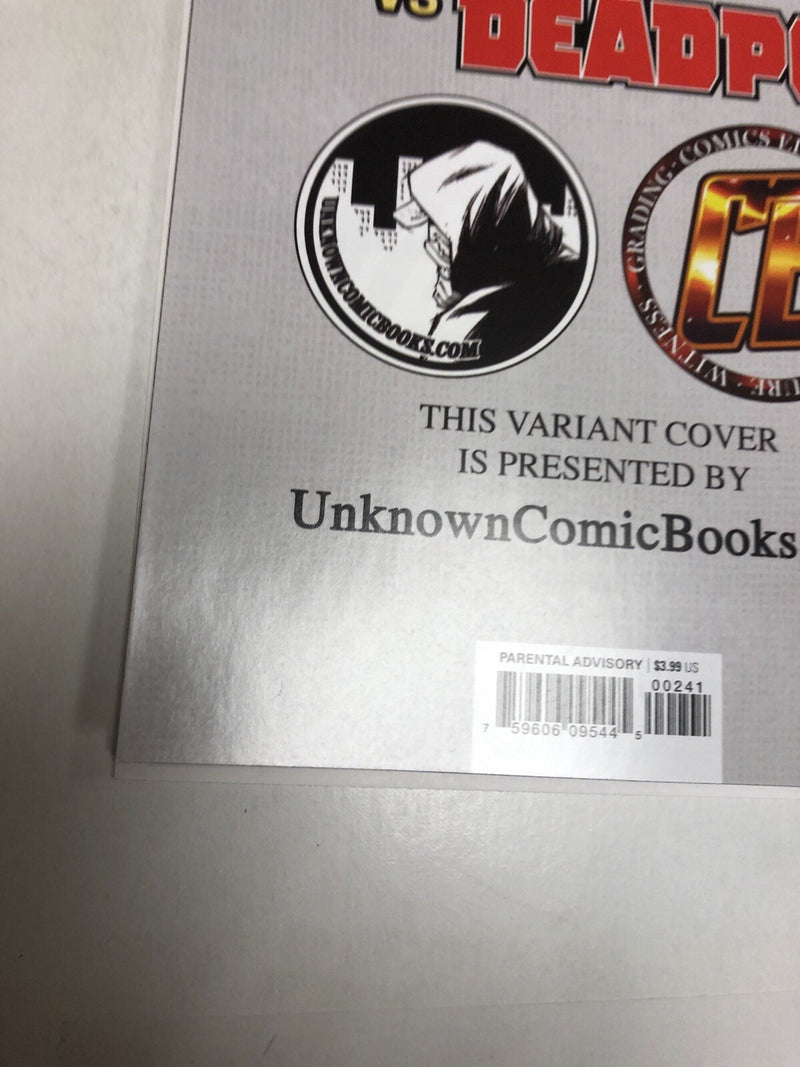 VS DEADPO
UNKNOWNCOMICBOOKS.COM
WITNESS · GRADING · COMICS
THIS VARIANT COVER
IS PRESENTED BY
UnknownComicBooks
PARENTAL ADVISORY | $3.99 US
00241
7 59606 09544 5